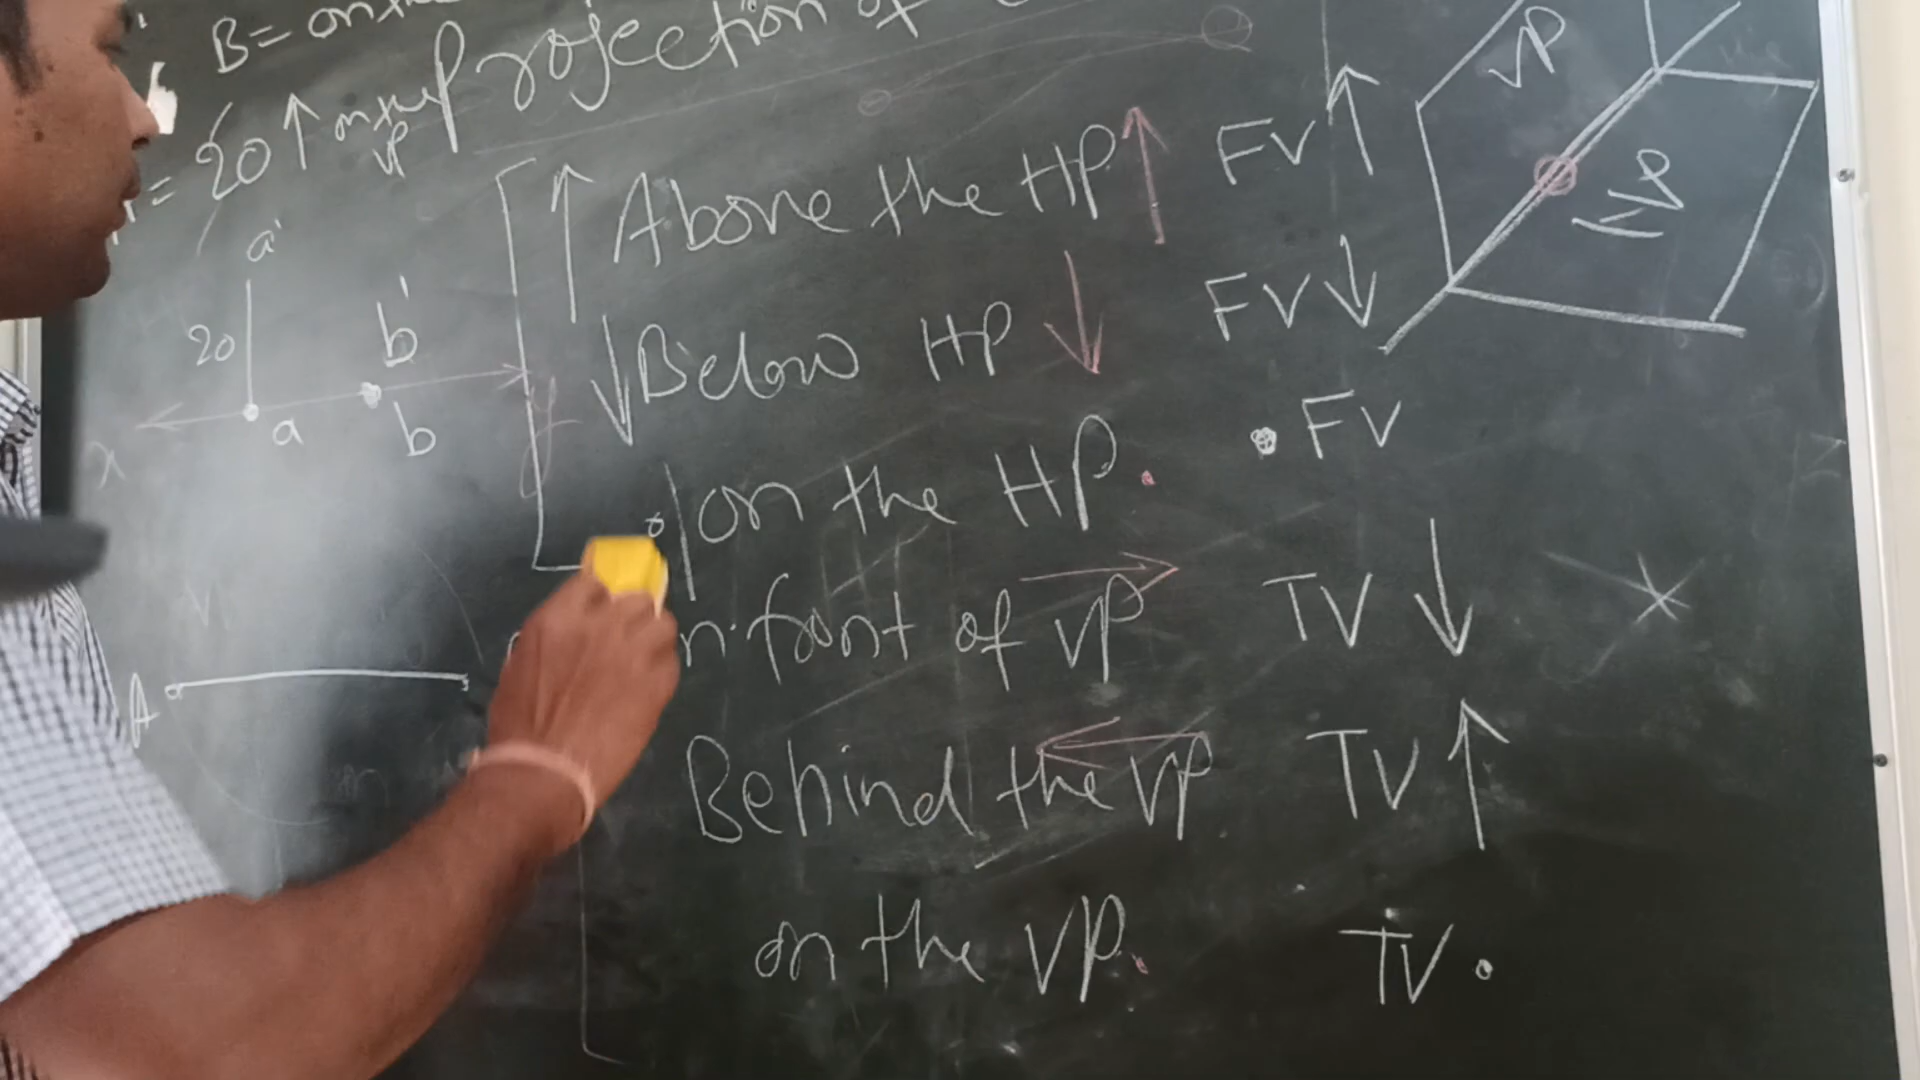 B = on the
Projection of
= 20 ↑ on the VP
VP
HP
↑ Above the HP ↑ FV ↑
↓ Below HP ↓ FV ↓
on the HP. • FV
n front of VP → TV ↓
Behind the VP ← TV ↑
on the VP. TV •
a'
20
b'
x
a
b
y
A